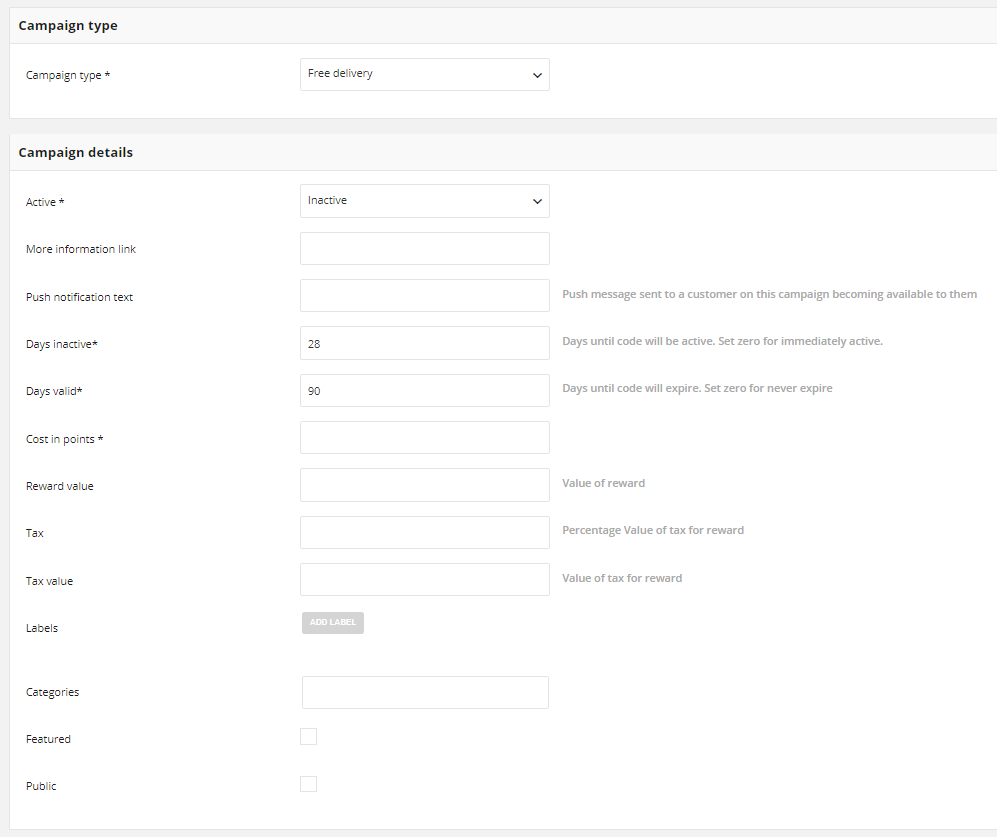 Campaign type
Campaign type *
Free delivery
Campaign details
Active *
Inactive
More information link
Push notification text
Push message sent to a customer on this campaign becoming available to them
Days inactive*
28
Days until code will be active. Set zero for immediately active.
Days valid*
90
Days until code will expire. Set zero for never expire
Cost in points *
Reward value
Value of reward
Tax
Percentage Value of tax for reward
Tax value
Value of tax for reward
Labels
ADD LABEL
Categories
Featured
Public